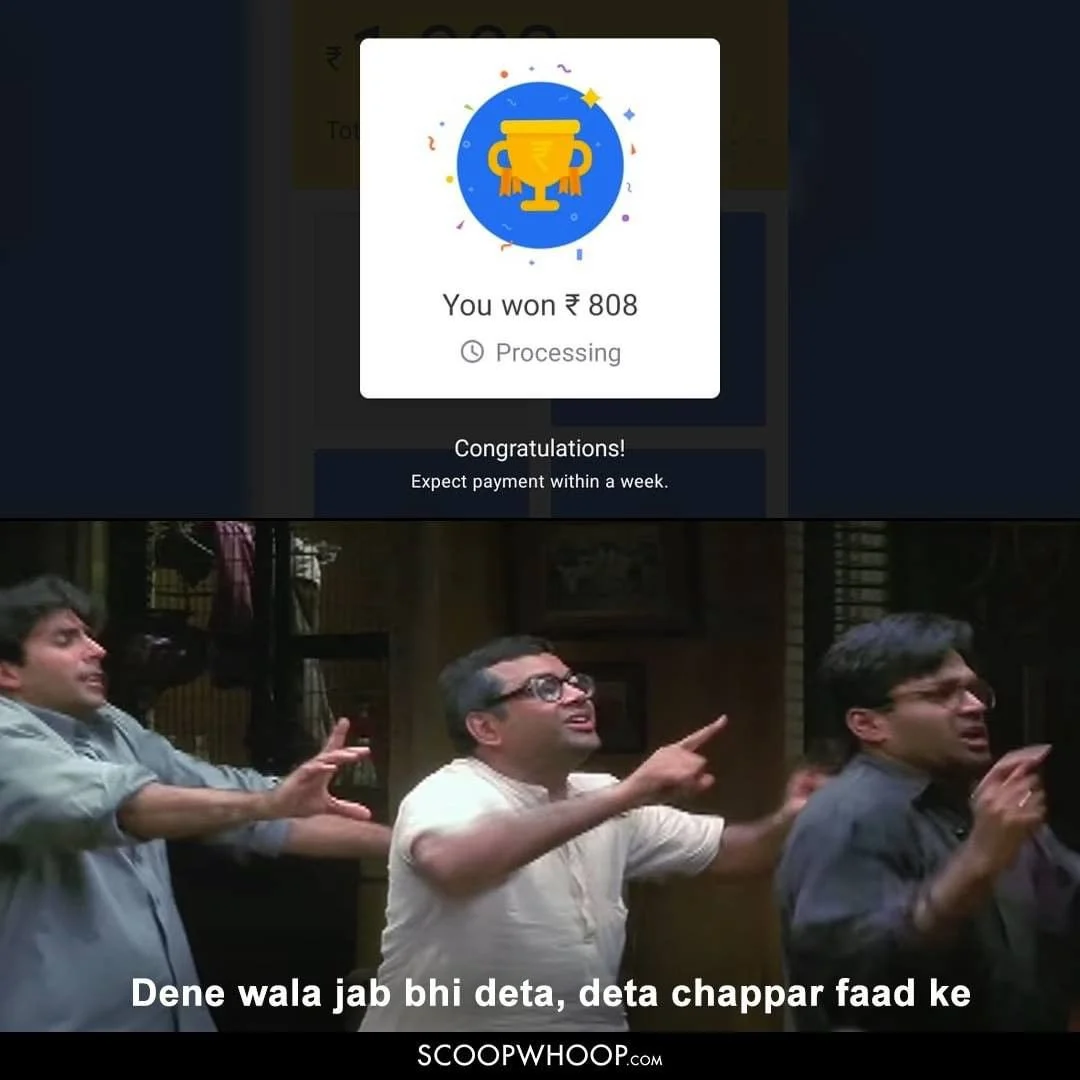 You won ₹ 808
Processing
Congratulations!
Expect payment within a week.
Dene wala jab bhi deta, deta chappar faad ke
SCOOPWHOOP.COM